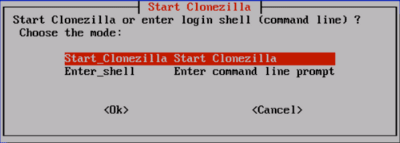 Start Clonezilla
Start Clonezilla or enter login shell (command line) ?
Choose the mode:
Start_Clonezilla Start Clonezilla
Enter_shell Enter command line prompt
<Ok> <Cancel>